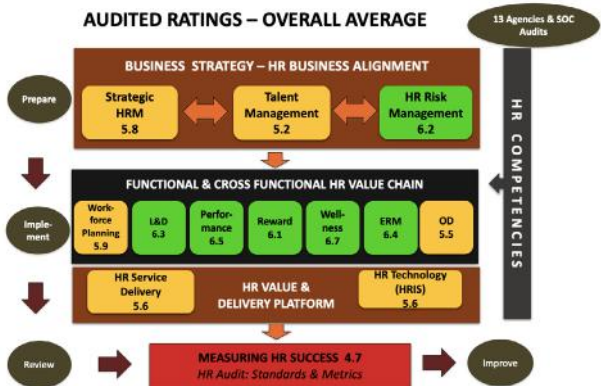 AUDITED RATINGS – OVERALL AVERAGE
13 Agencies & SOC
Audits
BUSINESS STRATEGY – HR BUSINESS ALIGNMENT
Prepare
Strategic
HRM
5.8
Talent
Management
5.2
HR Risk
Management
6.2
HR COMPETENCIES
FUNCTIONAL & CROSS FUNCTIONAL HR VALUE CHAIN
Imple-
ment
Work-
force
Planning
5.9
L&D
6.3
Perfor-
mance
6.5
Reward
6.1
Well-
ness
6.7
ERM
6.4
OD
5.5
HR Service
Delivery
5.6
HR VALUE &
DELIVERY PLATFORM
HR Technology
(HRIS)
5.6
Review
MEASURING HR SUCCESS 4.7
HR Audit: Standards & Metrics
Improve